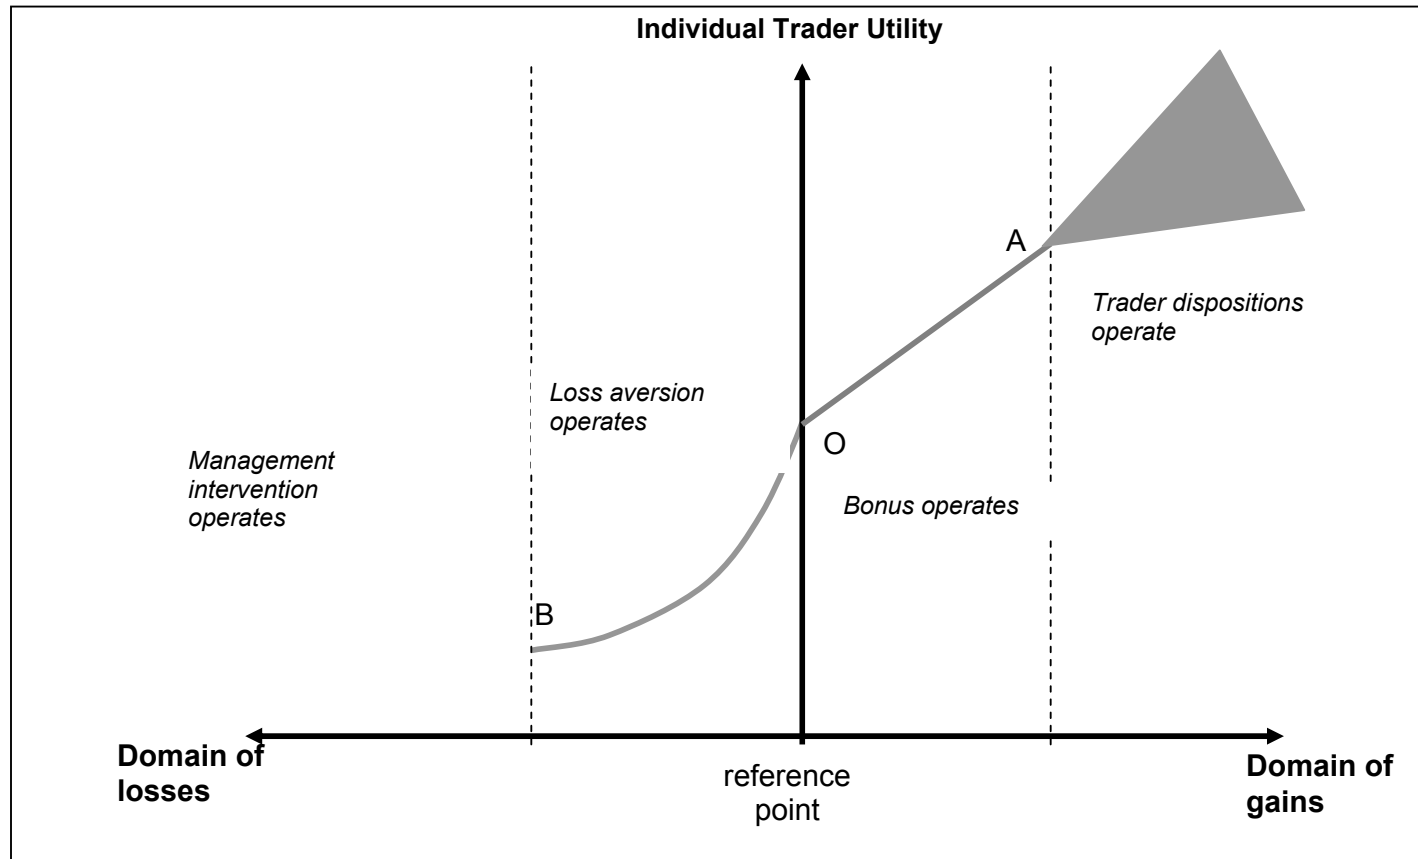 Individual Trader Utility
A
Trader dispositions
operate
Loss aversion
operates
O
Management
intervention
operates
Bonus operates
B
Domain of
losses
reference
point
Domain of
gains